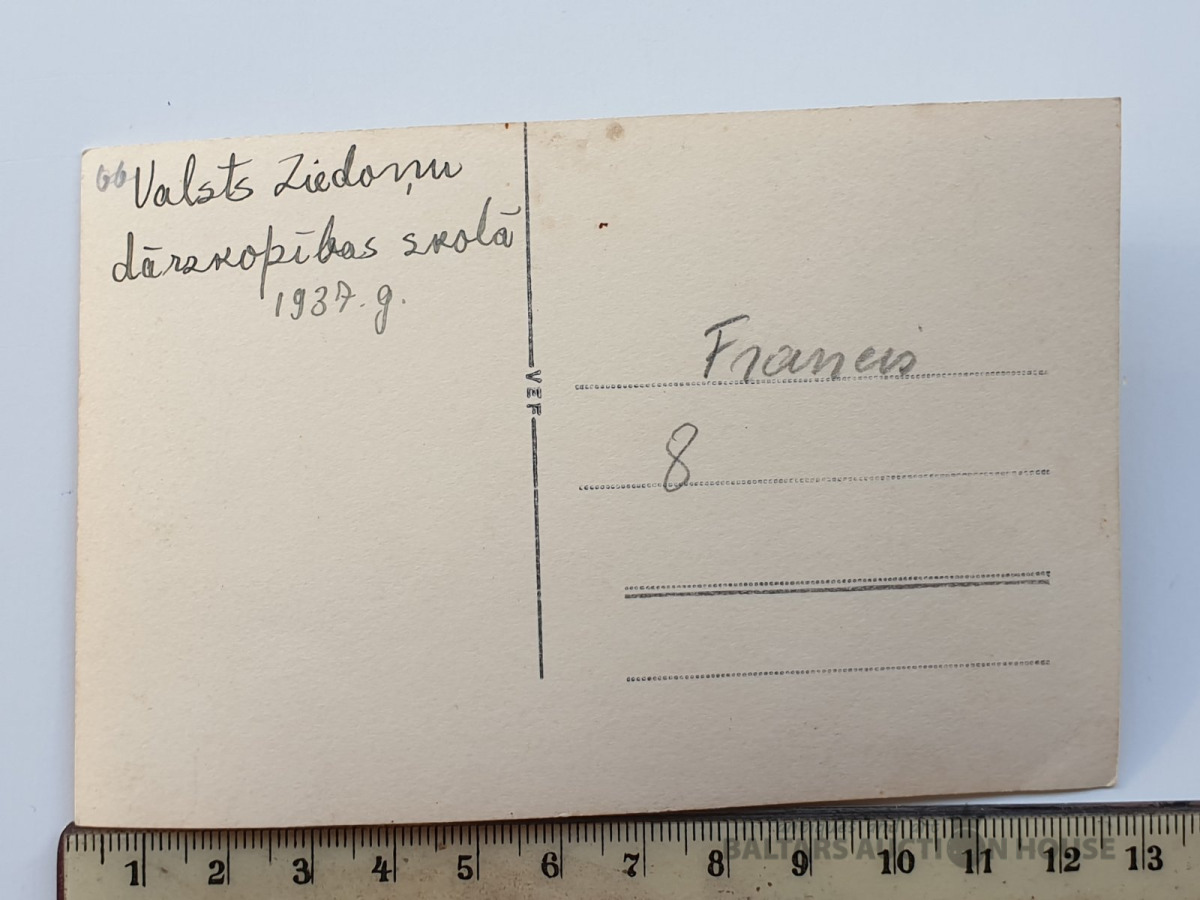 66 Valsts Ziedoņu
dārzkopības skolā
1937. g.
VEF
Francis
8
1 2 3 4 5 6 7 8 9 10 11 12 13
BALTARS AUCTION HOUSE